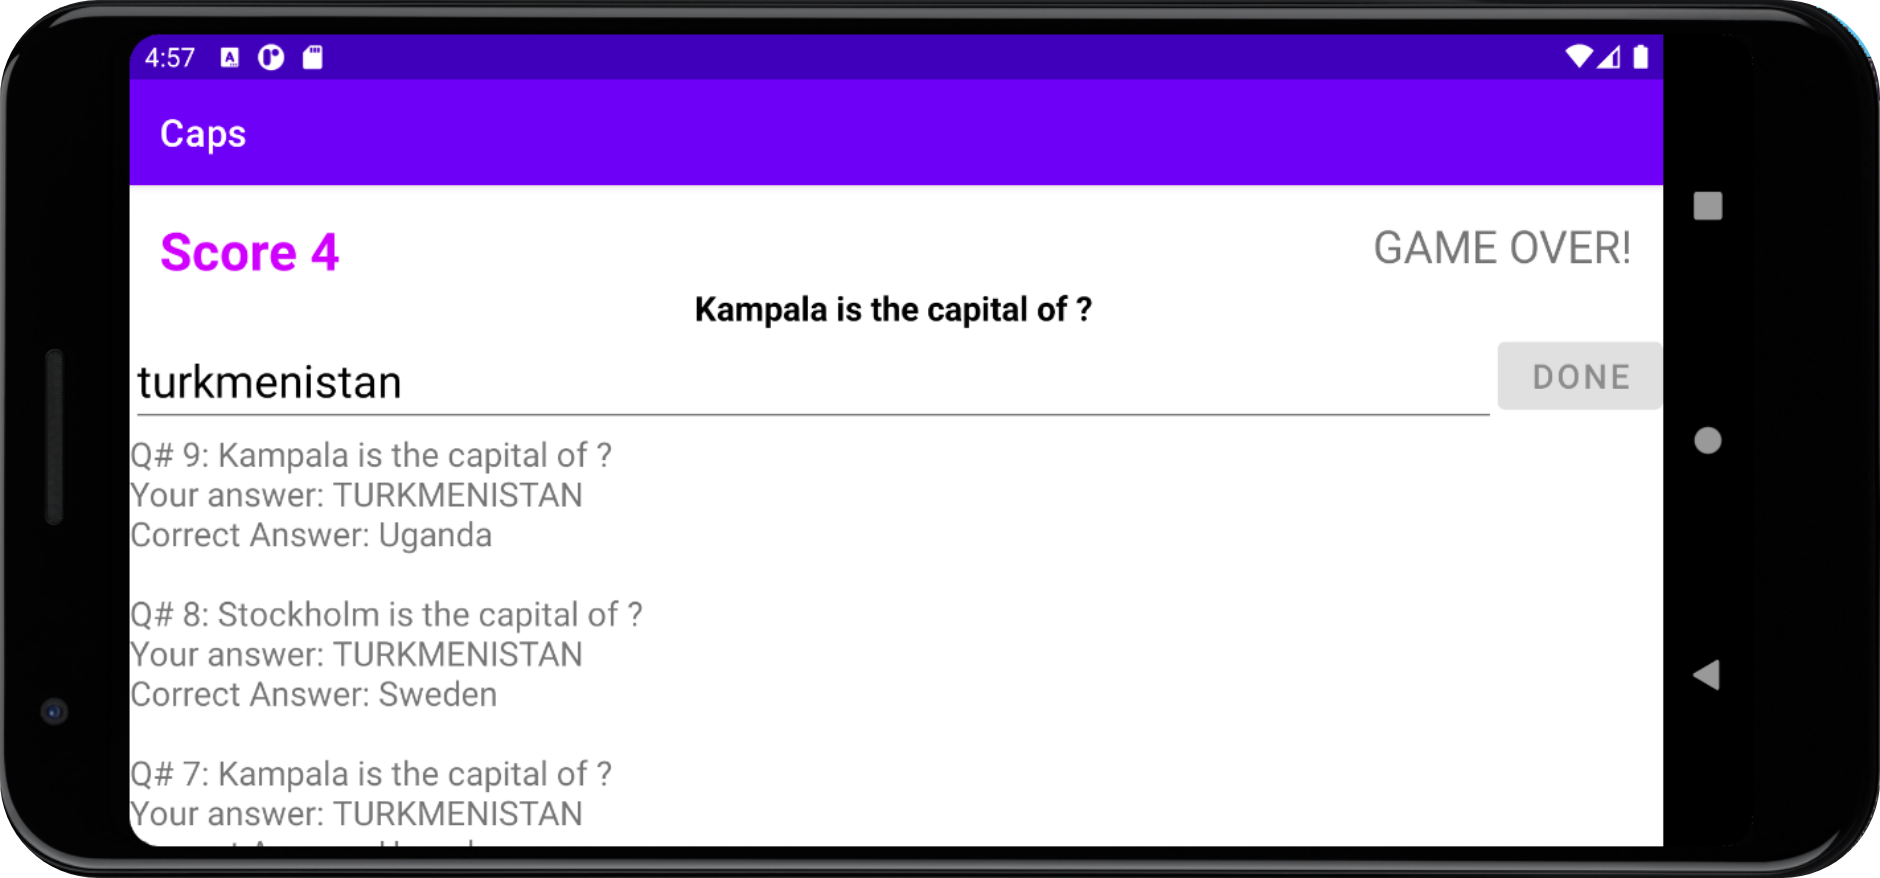 4:57
Caps
Score 4
GAME OVER!
Kampala is the capital of ?
turkmenistan
DONE
Q# 9: Kampala is the capital of ?
Your answer: TURKMENISTAN
Correct Answer: Uganda
Q# 8: Stockholm is the capital of ?
Your answer: TURKMENISTAN
Correct Answer: Sweden
Q# 7: Kampala is the capital of ?
Your answer: TURKMENISTAN